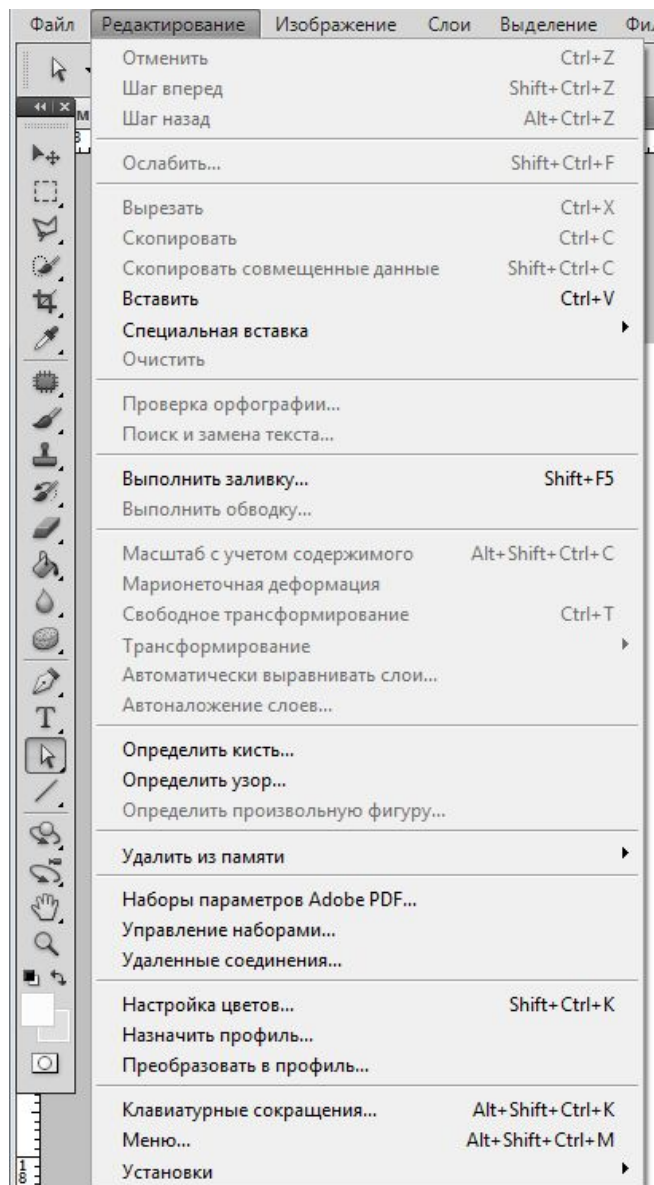 Файл Редактирование Изображение Слои Выделение
Отменить Ctrl+Z
Шаг вперед Shift+Ctrl+Z
Шаг назад Alt+Ctrl+Z
Ослабить... Shift+Ctrl+F
Вырезать Ctrl+X
Скопировать Ctrl+C
Скопировать совмещенные данные Shift+Ctrl+C
Вставить Ctrl+V
Специальная вставка
Очистить
Проверка орфографии...
Поиск и замена текста...
Выполнить заливку... Shift+F5
Выполнить обводку...
Масштаб с учетом содержимого Alt+Shift+Ctrl+C
Марионеточная деформация
Свободное трансформирование Ctrl+T
Трансформирование
Автоматически выравнивать слои...
Автоналожение слоев...
Определить кисть...
Определить узор...
Определить произвольную фигуру...
Удалить из памяти
Наборы параметров Adobe PDF...
Управление наборами...
Удаленные соединения...
Настройка цветов... Shift+Ctrl+K
Назначить профиль...
Преобразовать в профиль...
Клавиатурные сокращения... Alt+Shift+Ctrl+K
Меню... Alt+Shift+Ctrl+M
Установки
18